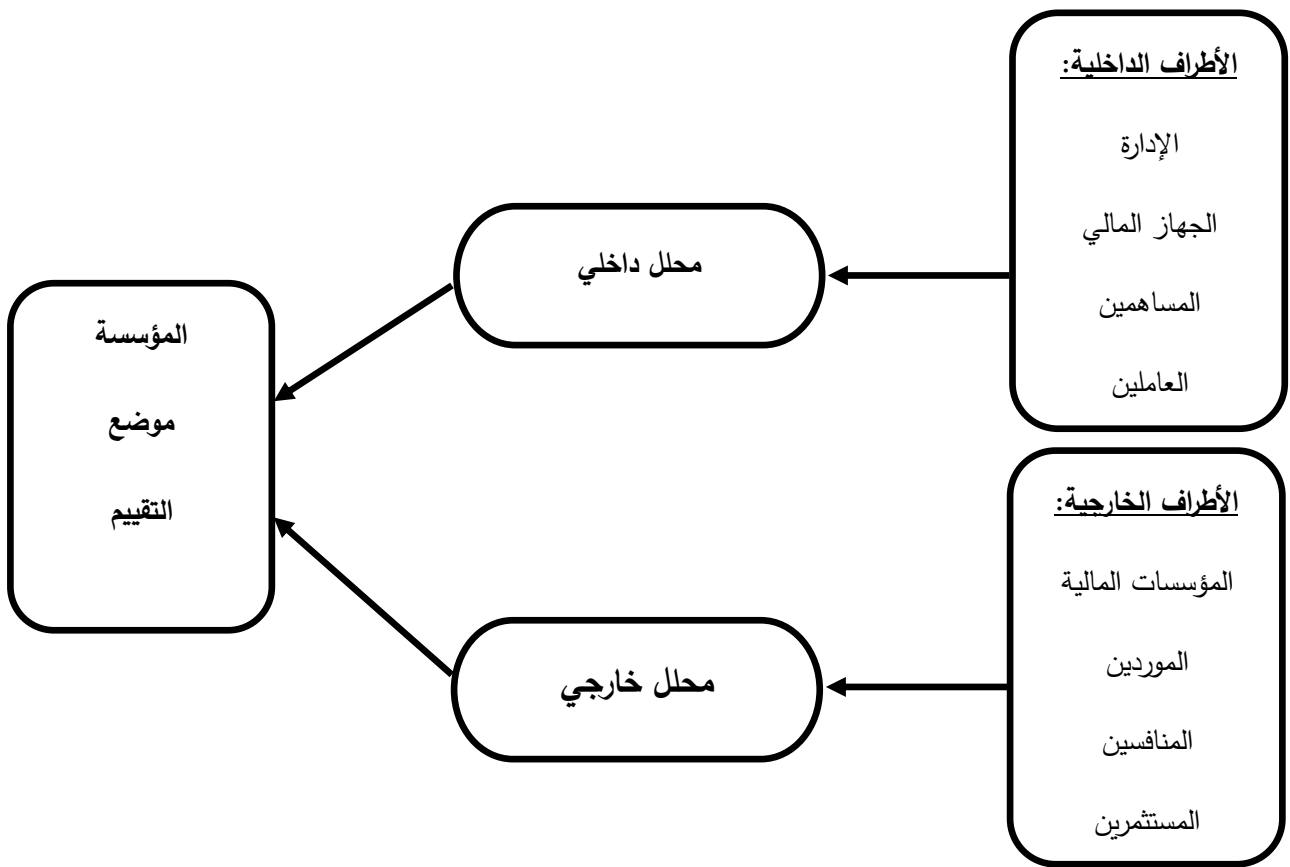 الأطراف الداخلية:
الإدارة
الجهاز المالي
المساهمين
العاملين
محلل داخلي
المؤسسة
موضع
التقييم
الأطراف الخارجية:
المؤسسات المالية
الموردين
المنافسين
المستثمرين
محلل خارجي